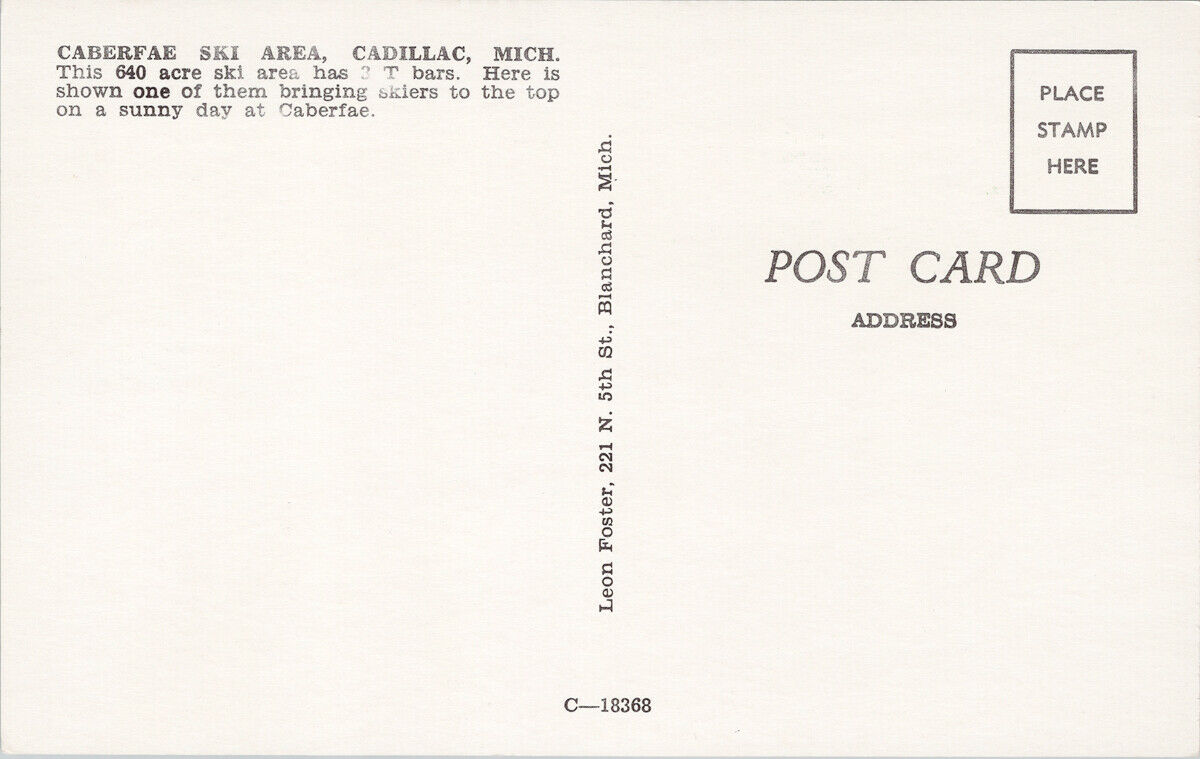 CABERFAE SKI AREA, CADILLAC, MICH.
This 640 acre ski area has 3 T bars. Here is
shown one of them bringing skiers to the top
on a sunny day at Caberfae.
Leon Foster, 221 N. 5th St., Blanchard, Mich.
PLACE
STAMP
HERE
POST CARD
ADDRESS
C—18368